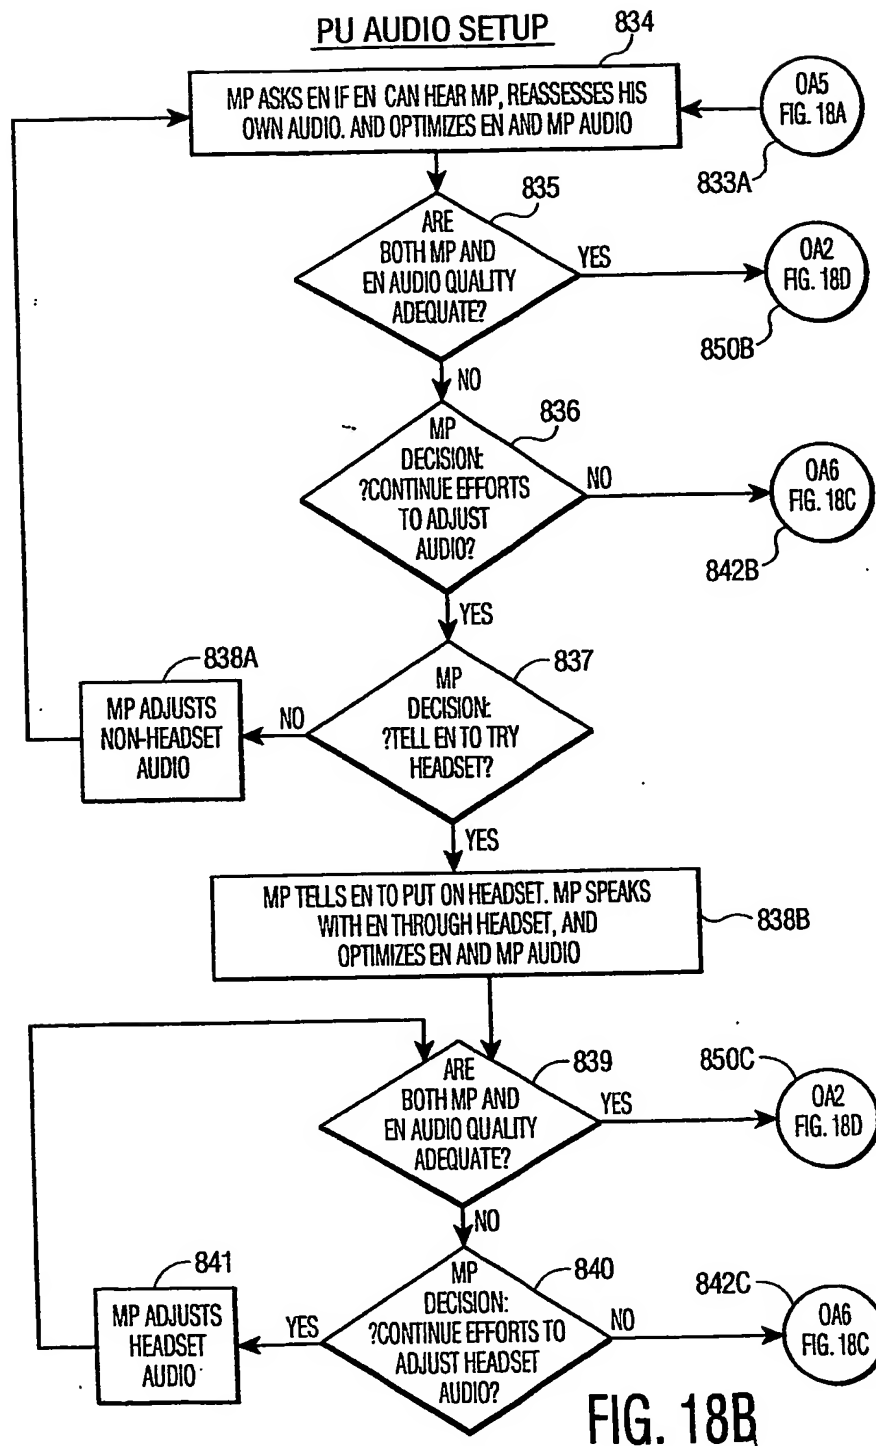 PU AUDIO SETUP
834
MP ASKS EN IF EN CAN HEAR MP, REASSESSES HIS
OWN AUDIO. AND OPTIMIZES EN AND MP AUDIO
OA5
FIG. 18A
833A
835
ARE
BOTH MP AND
EN AUDIO QUALITY
ADEQUATE?
YES
OA2
FIG. 18D
850B
NO
836
MP
DECISION:
?CONTINUE EFFORTS
TO ADJUST
AUDIO?
NO
OA6
FIG. 18C
842B
YES
838A
MP ADJUSTS
NON-HEADSET
AUDIO
NO
837
MP
DECISION:
?TELL EN TO TRY
HEADSET?
YES
MP TELLS EN TO PUT ON HEADSET. MP SPEAKS
WITH EN THROUGH HEADSET, AND
OPTIMIZES EN AND MP AUDIO
838B
839
ARE
BOTH MP AND
EN AUDIO QUALITY
ADEQUATE?
YES
850C
OA2
FIG. 18D
NO
841
MP ADJUSTS
HEADSET
AUDIO
YES
840
MP
DECISION:
?CONTINUE EFFORTS TO
ADJUST HEADSET
AUDIO?
NO
842C
OA6
FIG. 18C
FIG. 18B